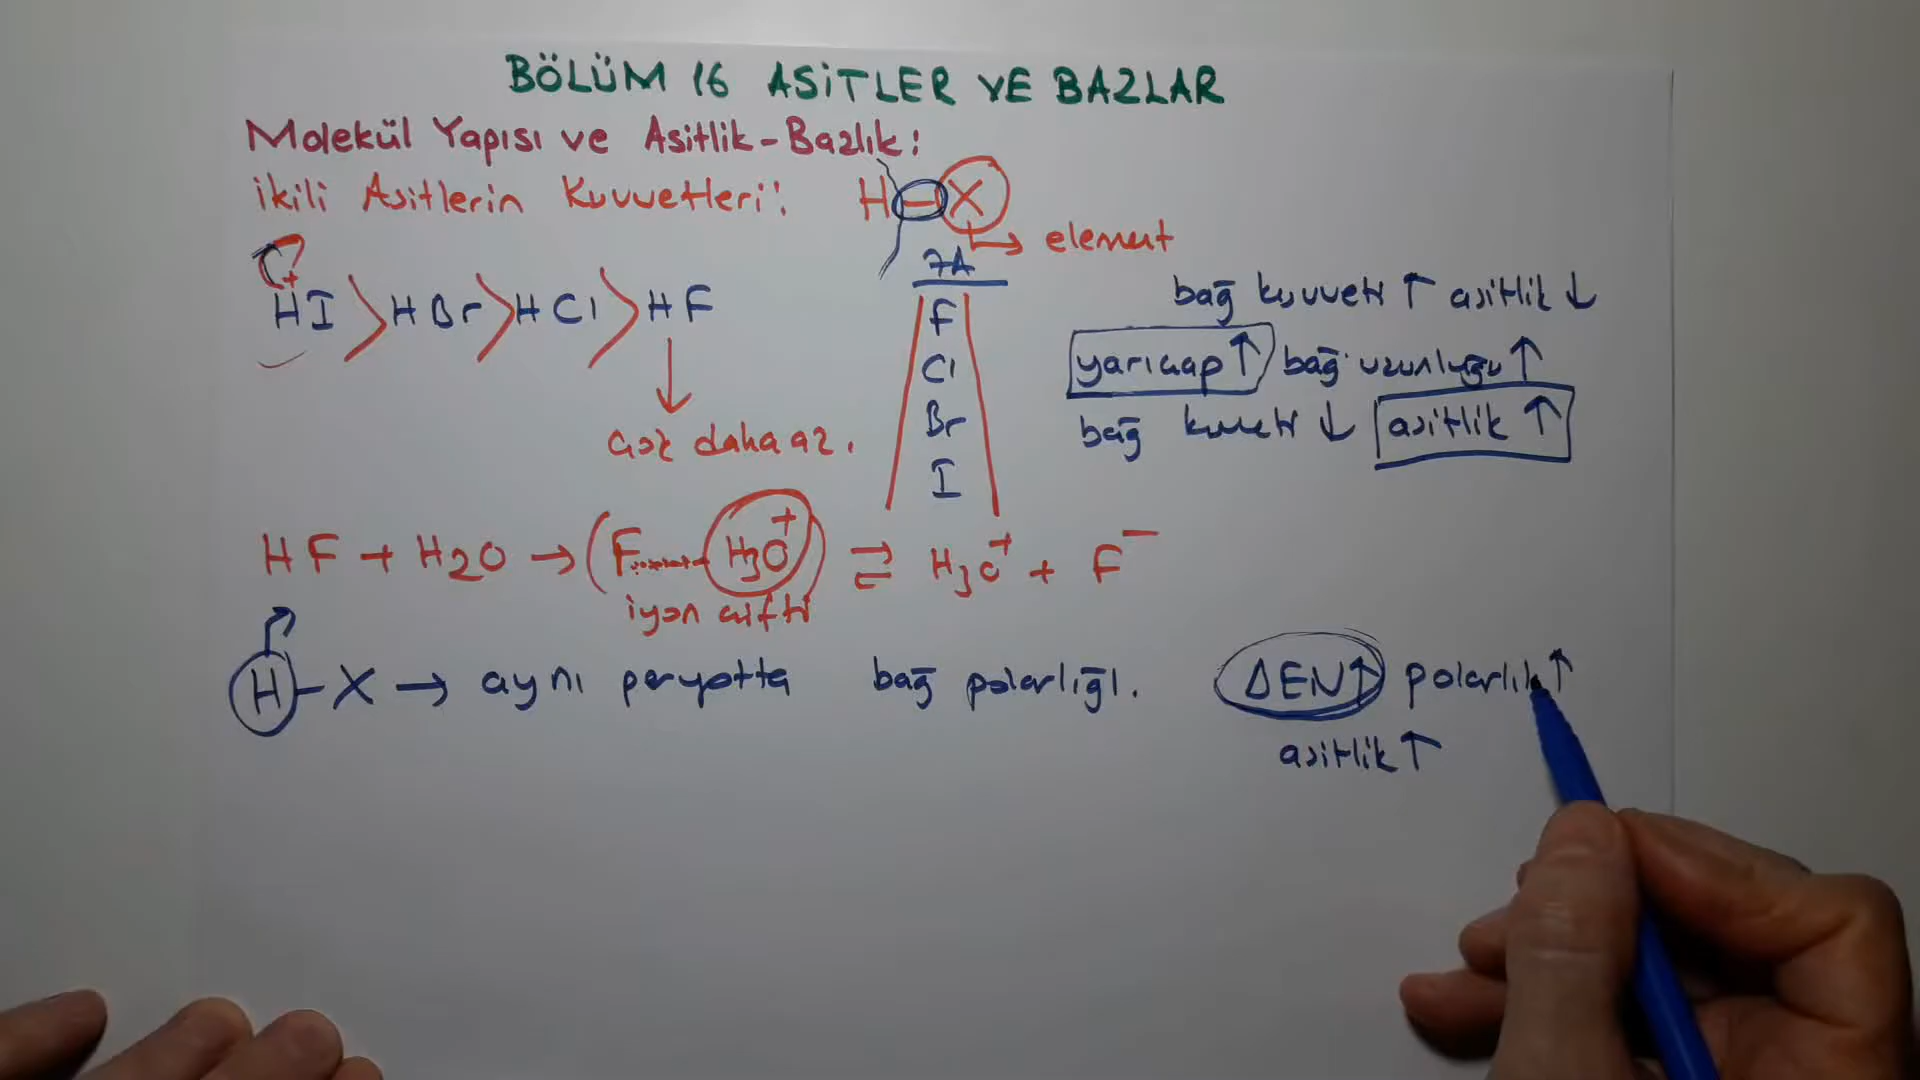 BÖLÜM 16 ASİTLER VE BAZLAR
Molekül Yapısı ve Asitlik-Bazlık:
İkili Asitlerin Kuvvetleri: H-X
→ element
7A
HI > HBr > HCl > HF
F
Cl
Br
I
bağ kuvveti ↑ asitlik ↓
yarıçap ↑ bağ uzunluğu ↑
bağ kuvveti ↓ asitlik ↑
çok daha az.
HF + H2O → (F......H3O+) ⇌ H3O+ + F-
iyon çifti
H-X → aynı peryotta bağ polarlığı. ΔEN↑ polarlık↑
asitlik ↑